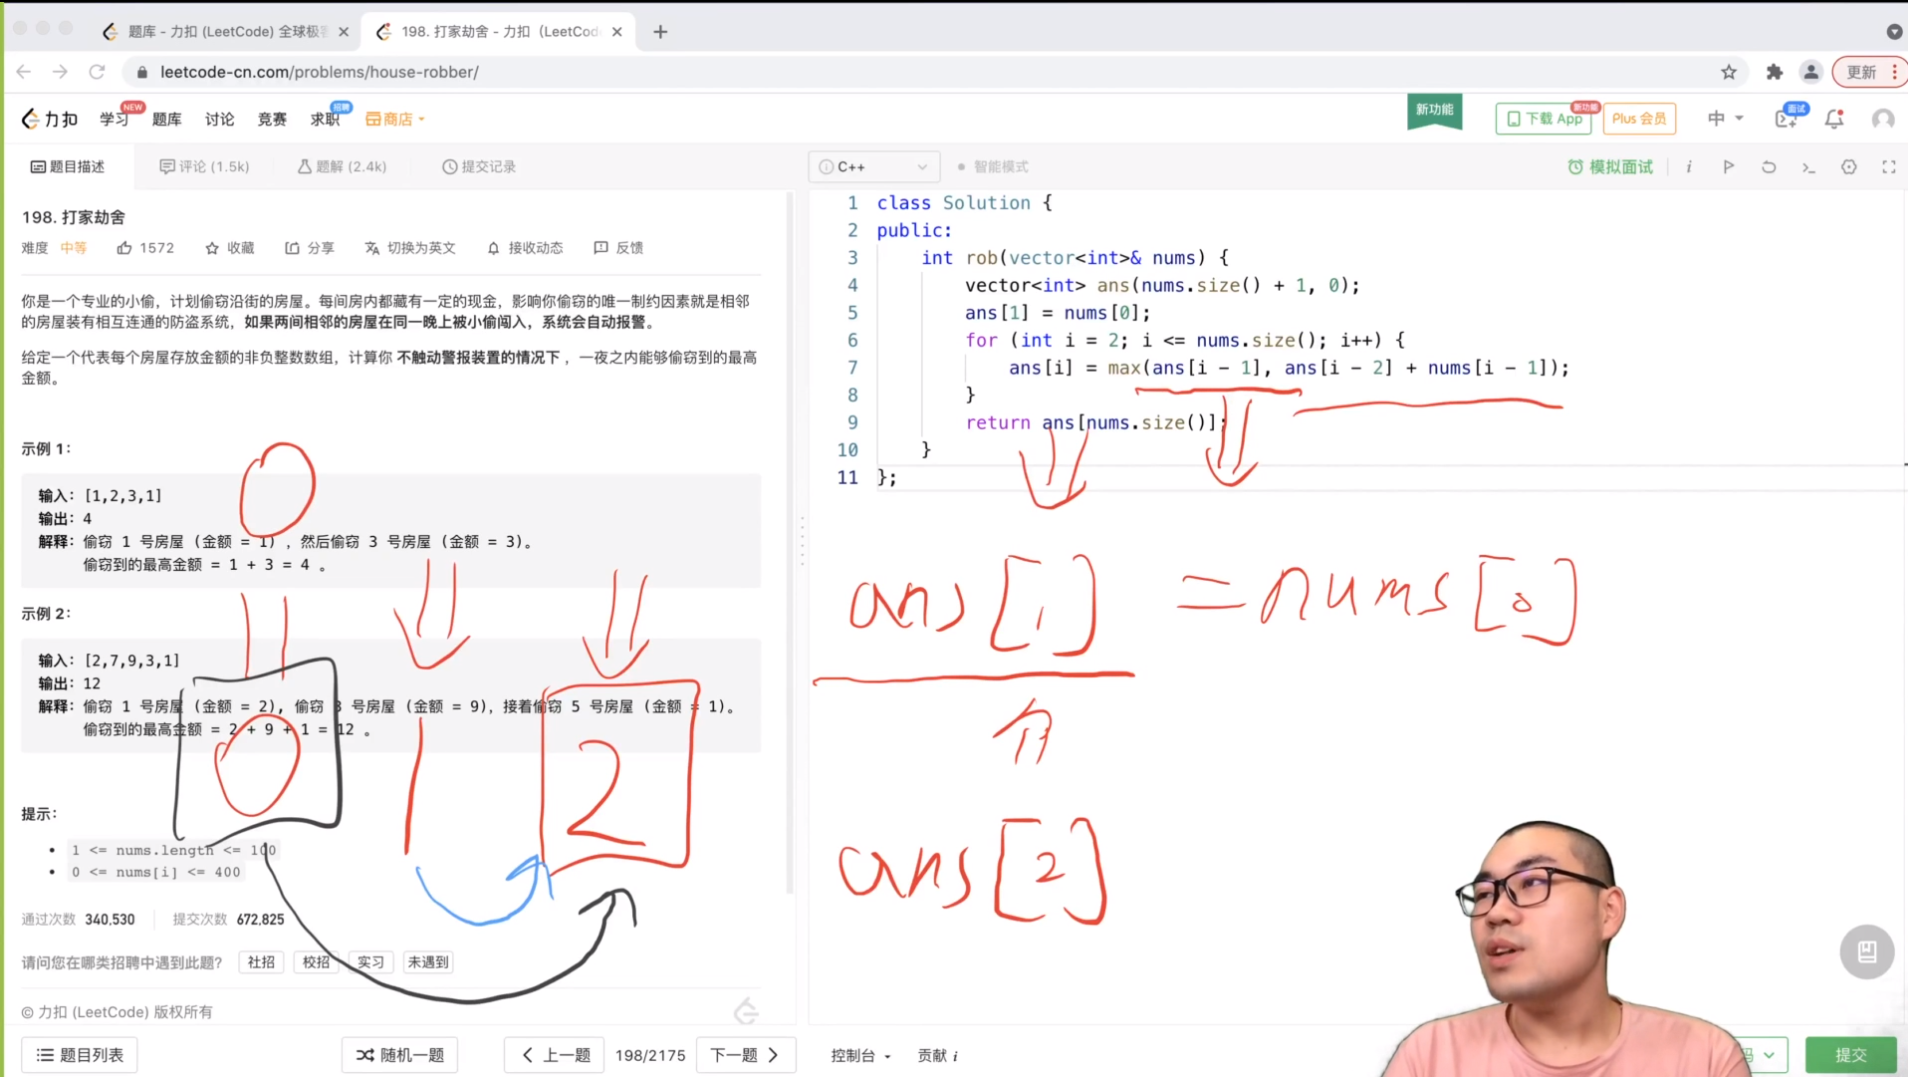 题库 - 力扣 (LeetCode) 全球极客
198. 打家劫舍 - 力扣 (LeetCod
leetcode-cn.com/problems/house-robber/
更新
力扣
学习
NEW
题库
讨论
竞赛
求职
招聘
商店
新功能
下载 App
新功能
Plus 会员
中
面试
题目描述
评论 (1.5k)
题解 (2.4k)
提交记录
198. 打家劫舍
难度 中等 1572 收藏 分享 切换为英文 接收动态 反馈
你是一个专业的小偷，计划偷窃沿街的房屋。每间房内都藏有一定的现金，影响你偷窃的唯一制约因素就是相邻
的房屋装有相互连通的防盗系统，如果两间相邻的房屋在同一晚上被小偷闯入，系统会自动报警。
给定一个代表每个房屋存放金额的非负整数数组，计算你 不触动警报装置的情况下 ，一夜之内能够偷窃到的最高
金额。
示例 1：
输入：[1,2,3,1]
输出：4
解释：偷窃 1 号房屋 (金额 = 1) ，然后偷窃 3 号房屋 (金额 = 3)。
偷窃到的最高金额 = 1 + 3 = 4 。
示例 2：
输入：[2,7,9,3,1]
输出：12
解释：偷窃 1 号房屋 (金额 = 2), 偷窃 3 号房屋 (金额 = 9)，接着偷窃 5 号房屋 (金额 = 1)。
偷窃到的最高金额 = 2 + 9 + 1 = 12 。
0
0 1 2
提示：
1 <= nums.length <= 100
0 <= nums[i] <= 400
通过次数 340,530 提交次数 672,825
请问您在哪类招聘中遇到此题？ 社招 校招 实习 未遇到
© 力扣 (LeetCode) 版权所有
题目列表
随机一题
上一题
198/2175
下一题
C++
智能模式
模拟面试
1 class Solution {
2 public:
3 int rob(vector<int>& nums) {
4 vector<int> ans(nums.size() + 1, 0);
5 ans[1] = nums[0];
6 for (int i = 2; i <= nums.size(); i++) {
7 ans[i] = max(ans[i - 1], ans[i - 2] + nums[i - 1]);
8 }
9 return ans[nums.size()];
10 }
11 };
ans[1] = nums[0]
ans[2]
控制台
贡献 i
码
提交